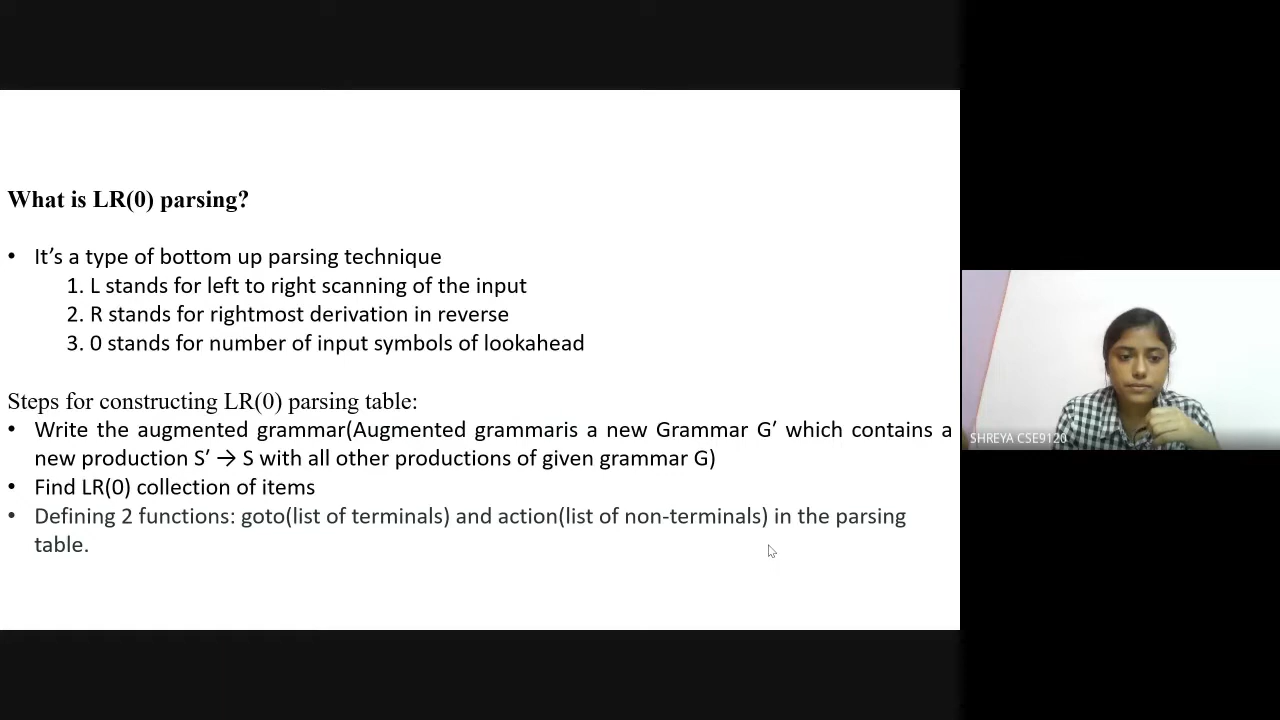 What is LR(0) parsing?
• It’s a type of bottom up parsing technique
1. L stands for left to right scanning of the input
2. R stands for rightmost derivation in reverse
3. 0 stands for number of input symbols of lookahead
Steps for constructing LR(0) parsing table:
• Write the augmented grammar(Augmented grammaris a new Grammar G’ which contains a
new production S’ → S with all other productions of given grammar G)
• Find LR(0) collection of items
• Defining 2 functions: goto(list of terminals) and action(list of non-terminals) in the parsing
table.
SHREYA CSE9120